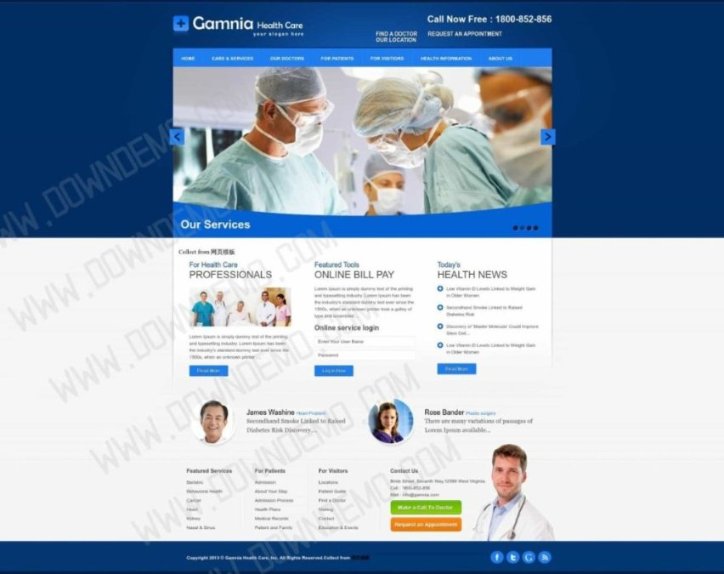 Gamnia Health Care
your slogan here
Call Now Free : 1800-852-856
FIND A DOCTOR
OUR LOCATION
REQUEST AN APPOINTMENT
HOME CARE & SERVICES OUR DOCTORS FOR PATIENTS FOR VISITORS HEALTH INFORMATION ABOUT US
Our Services
Collect from 网页模板
For Health Care
PROFESSIONALS
Lorem Ipsum is simply dummy text of the printing
and typesetting industry. Lorem Ipsum has been
the industry's standard dummy text ever since the
1500s, when an unknown printer
Read More
Featured Tools
ONLINE BILL PAY
Lorem Ipsum is simply dummy text of the printing and
typesetting industry. Lorem Ipsum has been the industry's
standard dummy text ever since the
1500s, when an unknown printer took a galley of
type and
Online service login
Enter Your User Name
Password
Log in Now
Today's
HEALTH NEWS
Low Vitamin D Levels Linked to Weight Gain
in Older Women
Secondhand Smoke Linked to Raised
Diabetes Risk
Discovery of 'Master Molecule' Could Improve
Stem Cell...
Low Vitamin D Levels Linked to Weight Gain
in Older Women
Read More
James Washine
Secondhand Smoke Linked to Raised
Diabetes Risk Discovery....
Rose Bander Plastic surgery
There are many variations of passages of
Lorem Ipsum available...
Featured Services
Bariatric
Behavioral Health
Cancer
Heart
Kidney
Nasal & Sinus
For Patients
Admission
About Your Stay
Admission Process
Health Plans
Medical Records
Patient and Family
For Visitors
Locations
Patient Guide
Find a Doctor
Visiting
Contact
Education & Events
Contact Us
Call : 1800-852-856
Mail : info@gamnia.com
Make a Call To Doctor
Request an Appointment
Copyright 2013 © Gamnia Health Care, Inc. All Rights Reserved.Collect from
WWW.DOWNDEMO.COM
WWW.DOWNDEMO.COM
WWW.DOWNDEMO.COM
WWW.DOWNDEMO.COM